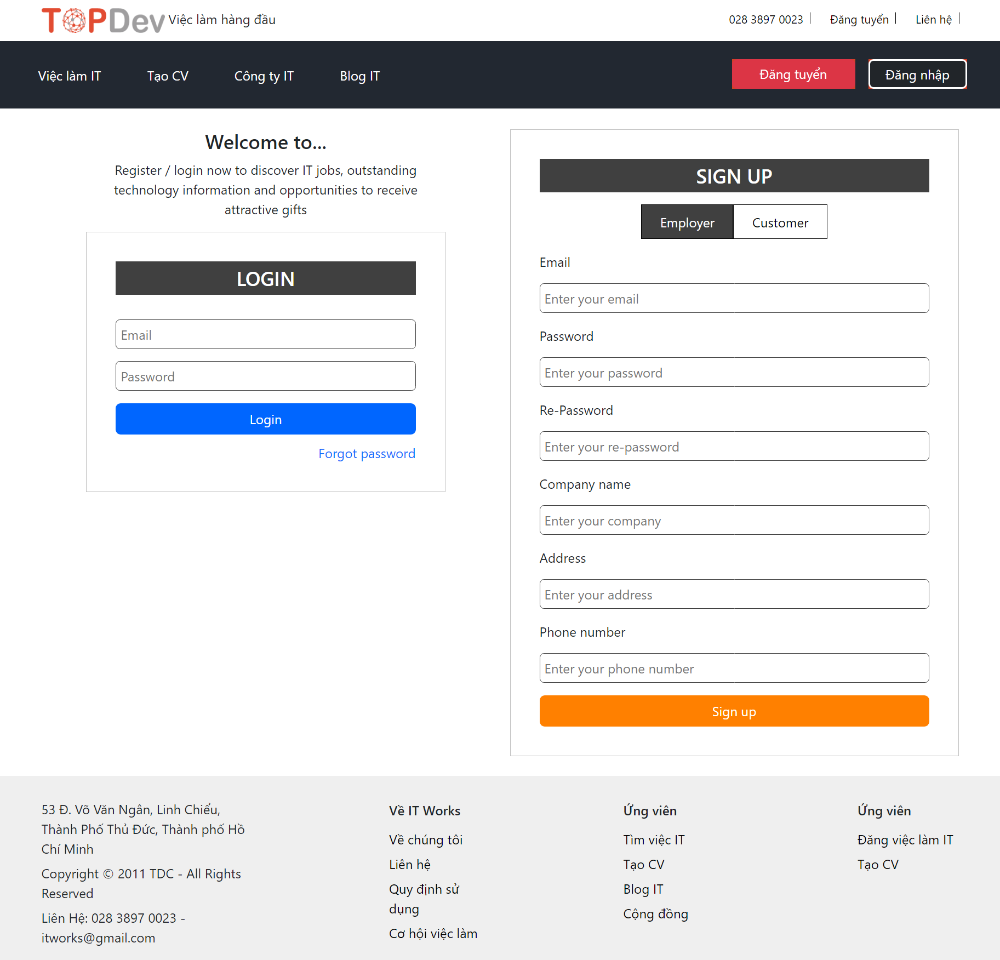 TOPDev Việc làm hàng đầu
028 3897 0023
Đăng tuyển
Liên hệ
Việc làm IT
Tạo CV
Công ty IT
Blog IT
Đăng tuyển
Đăng nhập
Welcome to...
Register / login now to discover IT jobs, outstanding
technology information and opportunities to receive
attractive gifts
LOGIN
Email
Password
Login
Forgot password
SIGN UP
Employer
Customer
Email
Enter your email
Password
Enter your password
Re-Password
Enter your re-password
Company name
Enter your company
Address
Enter your address
Phone number
Enter your phone number
Sign up
53 Đ. Võ Văn Ngân, Linh Chiểu,
Thành Phố Thủ Đức, Thành phố Hồ
Chí Minh
Copyright © 2011 TDC - All Rights
Reserved
Liên Hệ: 028 3897 0023 -
itworks@gmail.com
Về IT Works
Về chúng tôi
Liên hệ
Quy định sử
dụng
Cơ hội việc làm
Ứng viên
Tìm việc IT
Tạo CV
Blog IT
Cộng đồng
Ứng viên
Đăng việc làm IT
Tạo CV